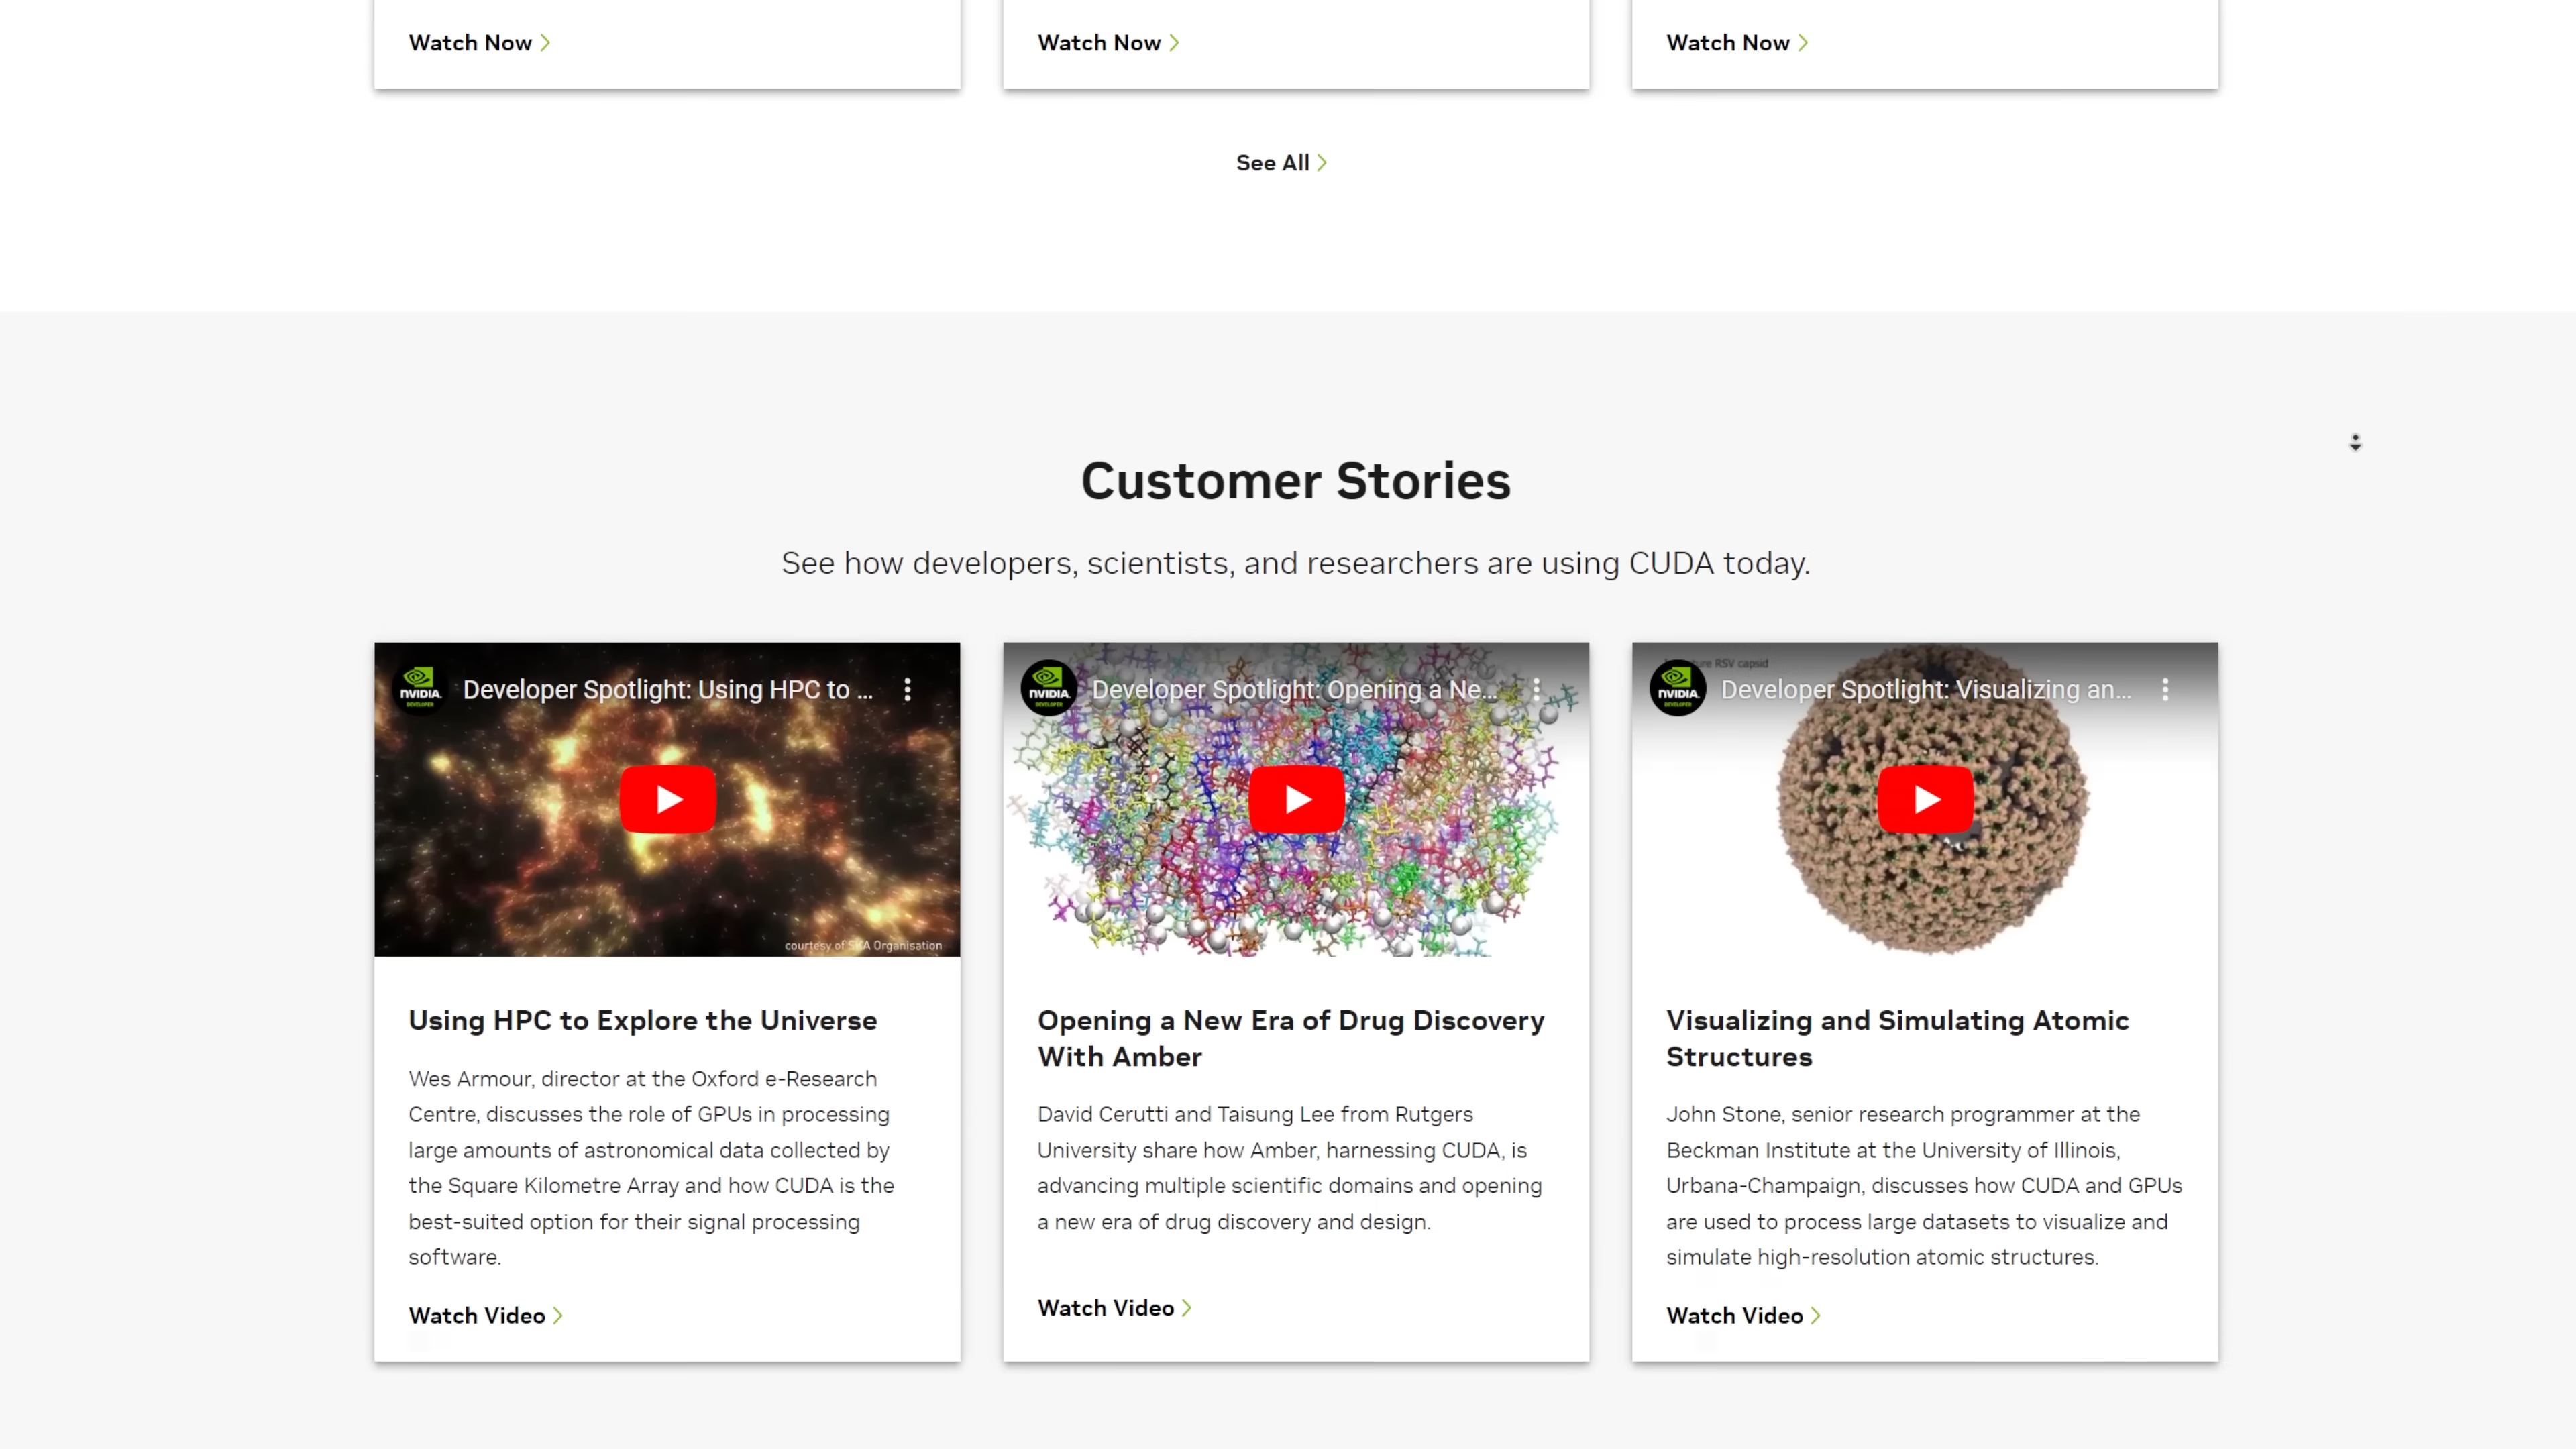 Watch Now
Watch Now
Watch Now
See All
Customer Stories
See how developers, scientists, and researchers are using CUDA today.
NVIDIA
DEVELOPER
Developer Spotlight: Using HPC to ...
courtesy of SKA Organisation
NVIDIA
DEVELOPER
Developer Spotlight: Opening a Ne...
RSV capsid
NVIDIA
DEVELOPER
Developer Spotlight: Visualizing an...
Using HPC to Explore the Universe
Wes Armour, director at the Oxford e-Research
Centre, discusses the role of GPUs in processing
large amounts of astronomical data collected by
the Square Kilometre Array and how CUDA is the
best-suited option for their signal processing
software.
Watch Video
Opening a New Era of Drug Discovery
With Amber
David Cerutti and Taisung Lee from Rutgers
University share how Amber, harnessing CUDA, is
advancing multiple scientific domains and opening
a new era of drug discovery and design.
Watch Video
Visualizing and Simulating Atomic
Structures
John Stone, senior research programmer at the
Beckman Institute at the University of Illinois,
Urbana-Champaign, discusses how CUDA and GPUs
are used to process large datasets to visualize and
simulate high-resolution atomic structures.
Watch Video